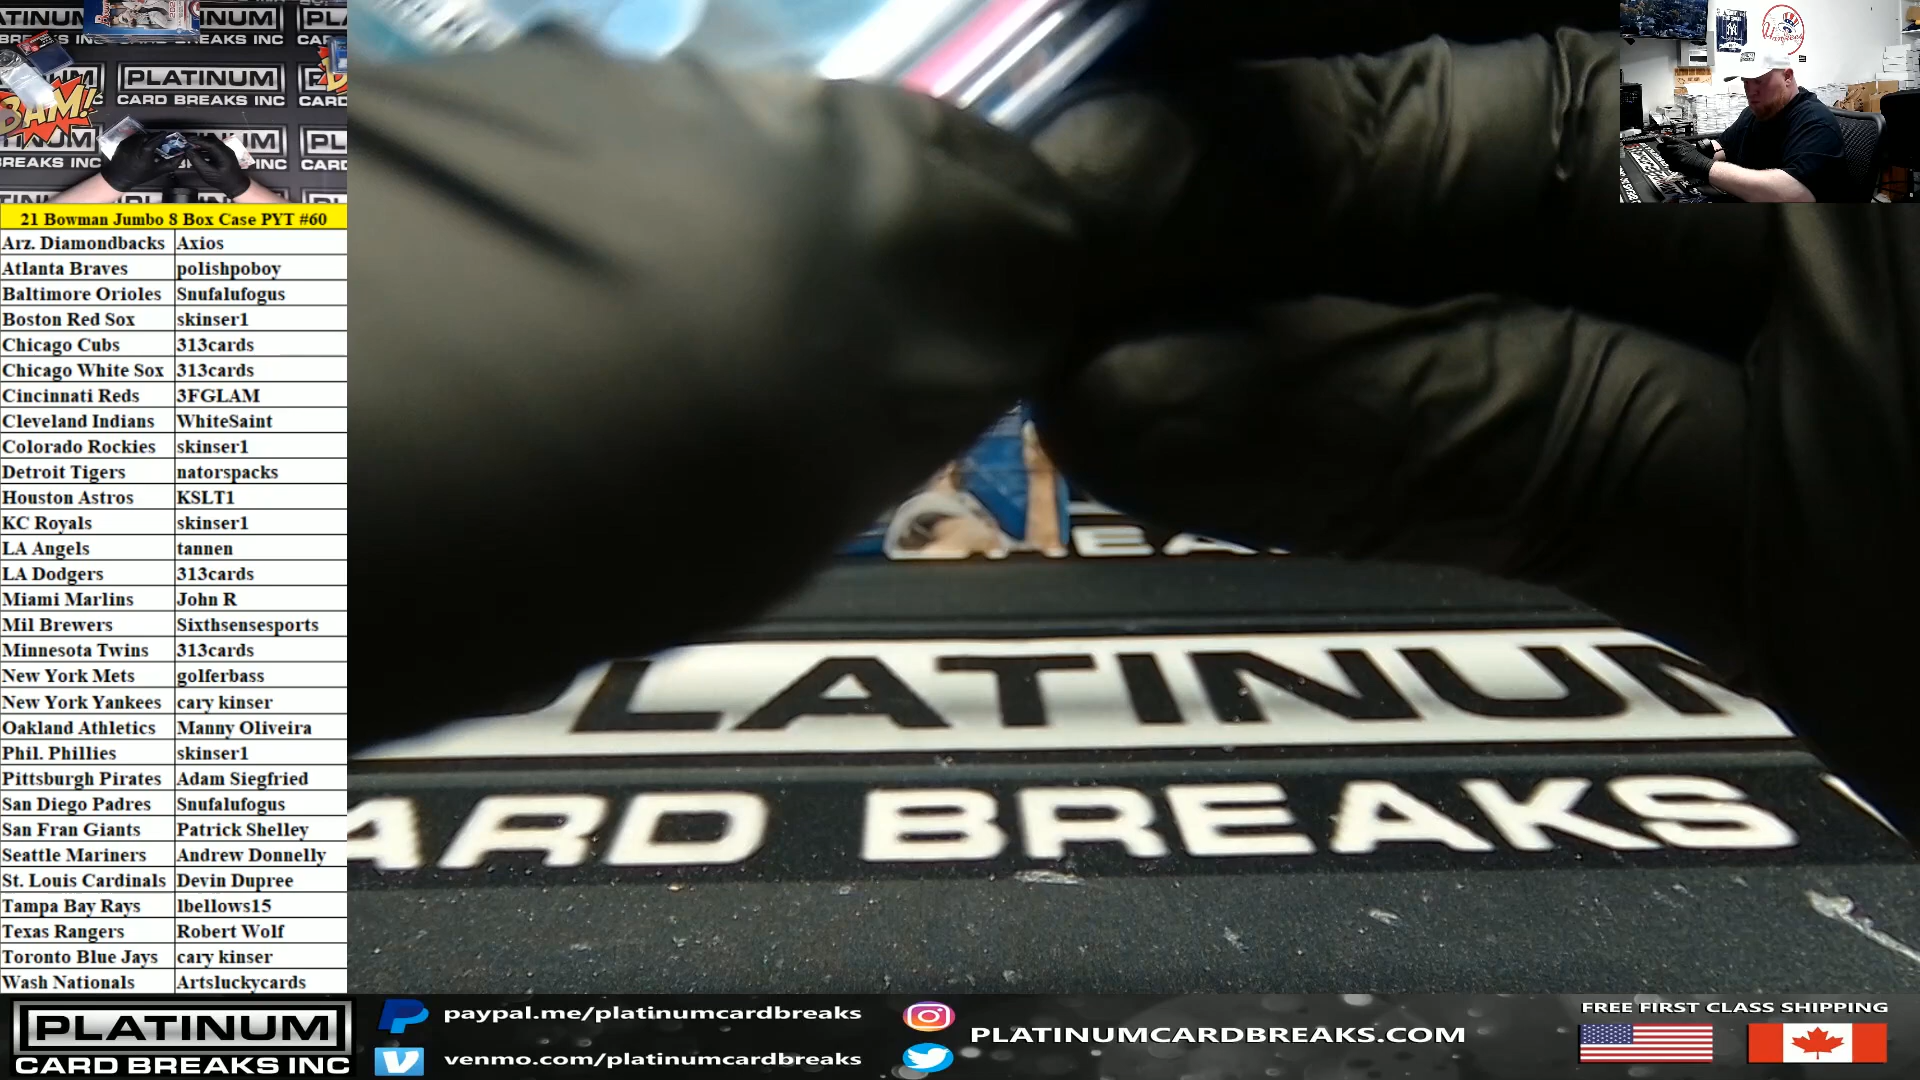 PLATINUM
CARD BREAKS INC
BAM!
21 Bowman Jumbo 8 Box Case PYT #60
Arz. Diamondbacks Axios
Atlanta Braves polishpoboy
Baltimore Orioles Snufalufogus
Boston Red Sox skinser1
Chicago Cubs 313cards
Chicago White Sox 313cards
Cincinnati Reds 3FGLAM
Cleveland Indians WhiteSaint
Colorado Rockies skinser1
Detroit Tigers natorspacks
Houston Astros KSLT1
KC Royals skinser1
LA Angels tannen
LA Dodgers 313cards
Miami Marlins John R
Mil Brewers Sixthsensesports
Minnesota Twins 313cards
New York Mets golferbass
New York Yankees cary kinser
Oakland Athletics Manny Oliveira
Phil. Phillies skinser1
Pittsburgh Pirates Adam Siegfried
San Diego Padres Snufalufogus
San Fran Giants Patrick Shelley
Seattle Mariners Andrew Donnelly
St. Louis Cardinals Devin Dupree
Tampa Bay Rays lbellows15
Texas Rangers Robert Wolf
Toronto Blue Jays cary kinser
Wash Nationals Artsluckycards
LATINUM
ARD BREAKS
Yankees
PLATINUM
CARD BREAKS INC
paypal.me/platinumcardbreaks
venmo.com/platinumcardbreaks
PLATINUMCARDBREAKS.COM
FREE FIRST CLASS SHIPPING